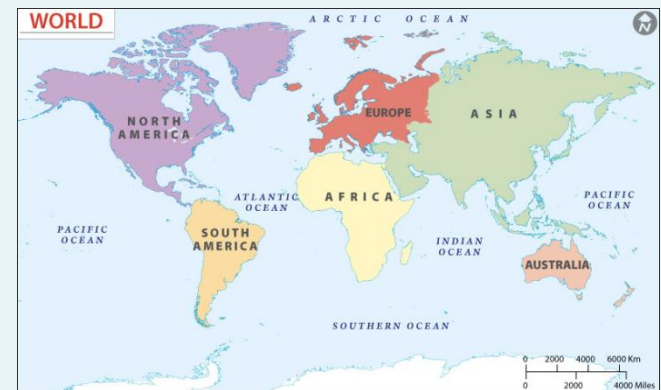 WORLD
ARCTIC OCEAN
N
NORTH
AMERICA
EUROPE
ASIA
ATLANTIC
OCEAN
AFRICA
PACIFIC
OCEAN
PACIFIC
OCEAN
SOUTH
AMERICA
INDIAN
OCEAN
AUSTRALIA
SOUTHERN OCEAN
0 2000 4000 6000 Km
0 2000 4000 Miles